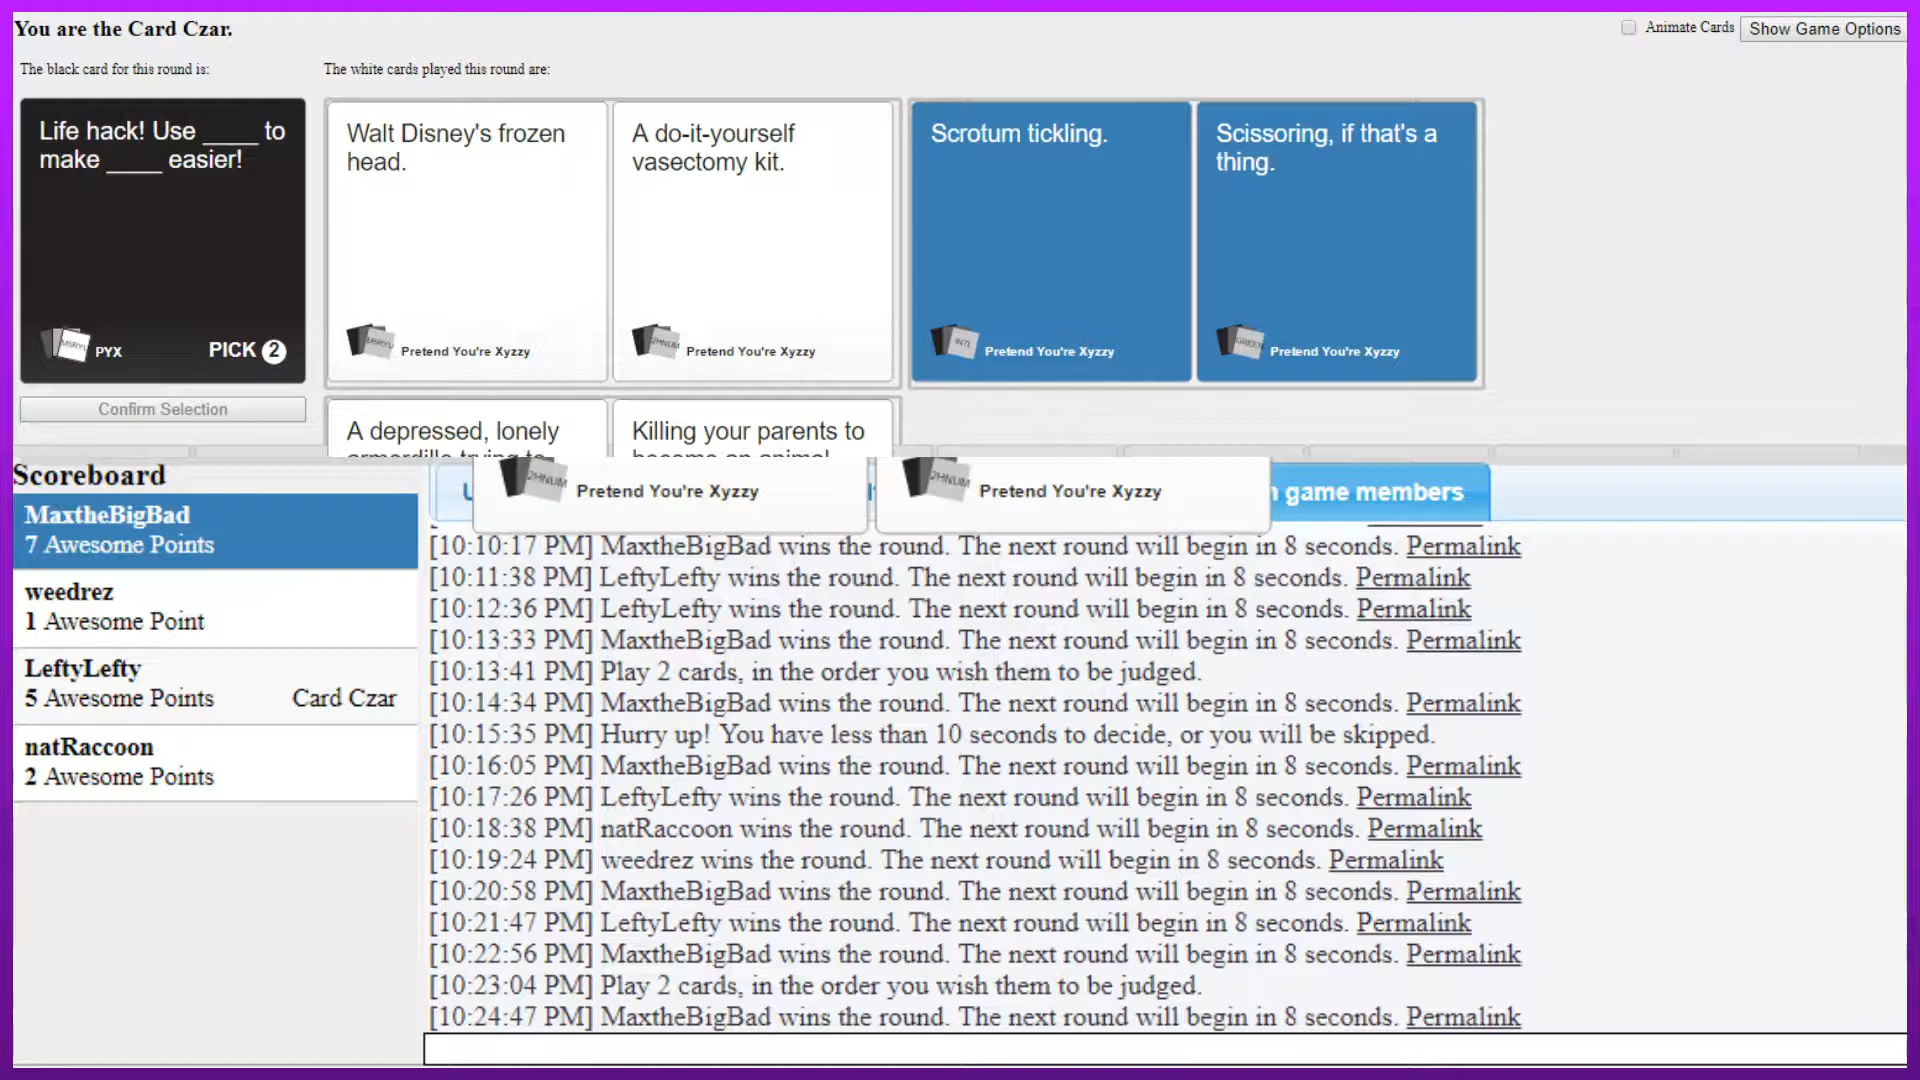 You are the Card Czar.
Animate Cards
Show Game Options
The black card for this round is:
The white cards played this round are:
Life hack! Use ____ to
make ____ easier!
PYX
PICK 2
Confirm Selection
Walt Disney's frozen
head.
Pretend You're Xyzzy
A do-it-yourself
vasectomy kit.
2HNUM
Pretend You're Xyzzy
Scrotum tickling.
INTL
Pretend You're Xyzzy
Scissoring, if that's a
thing.
Pretend You're Xyzzy
A depressed, lonely
armordillo trying to
Killing your parents to
become an animal
2HNUM
Pretend You're Xyzzy
2HNUM
Pretend You're Xyzzy
game members
Scoreboard
MaxtheBigBad
7 Awesome Points
weedrez
1 Awesome Point
LeftyLefty
5 Awesome Points
Card Czar
natRaccoon
2 Awesome Points
[10:10:17 PM] MaxtheBigBad wins the round. The next round will begin in 8 seconds. Permalink
[10:11:38 PM] LeftyLefty wins the round. The next round will begin in 8 seconds. Permalink
[10:12:36 PM] LeftyLefty wins the round. The next round will begin in 8 seconds. Permalink
[10:13:33 PM] MaxtheBigBad wins the round. The next round will begin in 8 seconds. Permalink
[10:13:41 PM] Play 2 cards, in the order you wish them to be judged.
[10:14:34 PM] MaxtheBigBad wins the round. The next round will begin in 8 seconds. Permalink
[10:15:35 PM] Hurry up! You have less than 10 seconds to decide, or you will be skipped.
[10:16:05 PM] MaxtheBigBad wins the round. The next round will begin in 8 seconds. Permalink
[10:17:26 PM] LeftyLefty wins the round. The next round will begin in 8 seconds. Permalink
[10:18:38 PM] natRaccoon wins the round. The next round will begin in 8 seconds. Permalink
[10:19:24 PM] weedrez wins the round. The next round will begin in 8 seconds. Permalink
[10:20:58 PM] MaxtheBigBad wins the round. The next round will begin in 8 seconds. Permalink
[10:21:47 PM] LeftyLefty wins the round. The next round will begin in 8 seconds. Permalink
[10:22:56 PM] MaxtheBigBad wins the round. The next round will begin in 8 seconds. Permalink
[10:23:04 PM] Play 2 cards, in the order you wish them to be judged.
[10:24:47 PM] MaxtheBigBad wins the round. The next round will begin in 8 seconds. Permalink